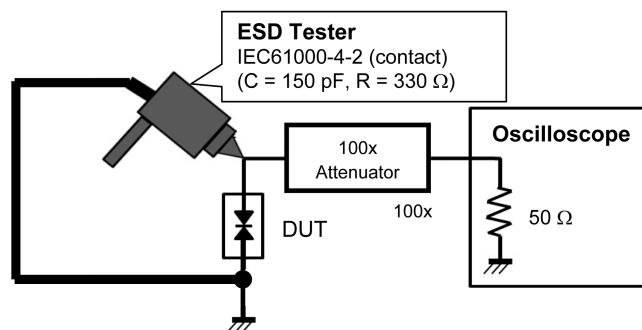 ESD Tester
IEC61000-4-2 (contact)
(C = 150 pF, R = 330 Ω)
Oscilloscope
100x
Attenuator
100x
50 Ω
DUT